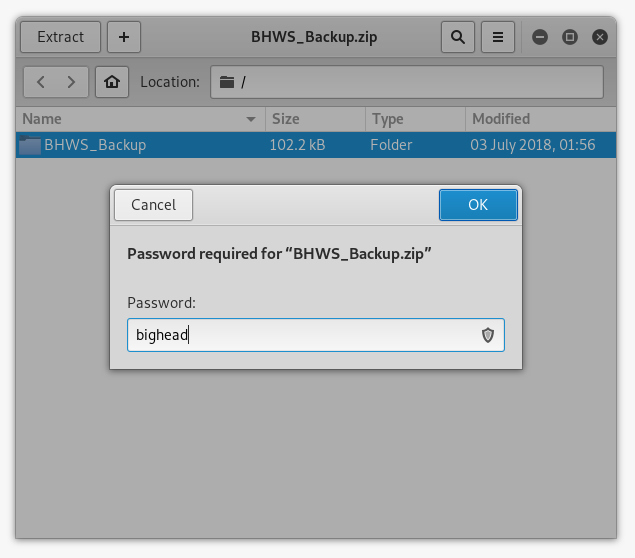 Extract + BHWS_Backup.zip
Location: /
Name Size Type Modified
BHWS_Backup 102.2 kB Folder 03 July 2018, 01:56
Cancel OK
Password required for “BHWS_Backup.zip”
Password:
bighead